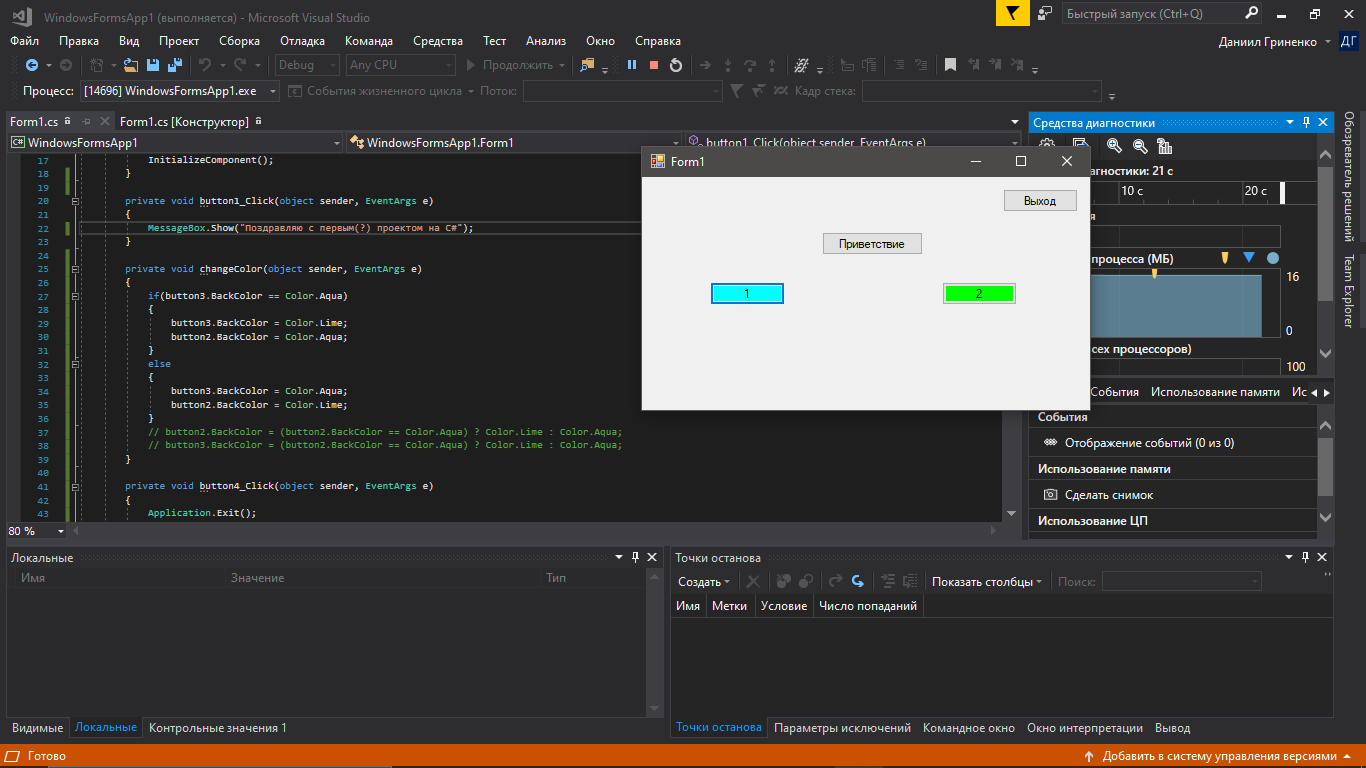 WindowsFormsApp1 (выполняется) - Microsoft Visual Studio
Быстрый запуск (Ctrl+Q)
Файл Правка Вид Проект Сборка Отладка Команда Средства Тест Анализ Окно Справка
Даниил Гриненко ДГ
Debug Any CPU Продолжить
Процесс: [14696] WindowsFormsApp1.exe События жизненного цикла Поток: Кадр стека:
Form1.cs Form1.cs [Конструктор]
C# WindowsFormsApp1 WindowsFormsApp1.Form1 button1_Click(object sender, EventArgs e)
17 InitializeComponent();
18 }
19
20 private void button1_Click(object sender, EventArgs e)
21 {
22 MessageBox.Show("Поздравляю с первым(?) проектом на C#");
23 }
24
25 private void changeColor(object sender, EventArgs e)
26 {
27 if(button3.BackColor == Color.Aqua)
28 {
29 button3.BackColor = Color.Lime;
30 button2.BackColor = Color.Aqua;
31 }
32 else
33 {
34 button3.BackColor = Color.Aqua;
35 button2.BackColor = Color.Lime;
36 }
37 // button2.BackColor = (button2.BackColor == Color.Aqua) ? Color.Lime : Color.Aqua;
38 // button3.BackColor = (button2.BackColor == Color.Aqua) ? Color.Lime : Color.Aqua;
39 }
40
41 private void button4_Click(object sender, EventArgs e)
42 {
43 Application.Exit();
80 %
Form1
Выход
Приветствие
1 2
Средства диагностики
агностики: 21 с
10 с 20 с
я
процесса (МБ)
16
0
сех процессоров)
100
События Использование памяти Ис
События
Отображение событий (0 из 0)
Использование памяти
Сделать снимок
Использование ЦП
Обозреватель решений
Team Explorer
Локальные
Имя Значение Тип
Видимые Локальные Контрольные значения 1
Точки останова
Создать Показать столбцы Поиск:
Имя Метки Условие Число попаданий
Точки останова Параметры исключений Командное окно Окно интерпретации Вывод
Готово
Добавить в систему управления версиями